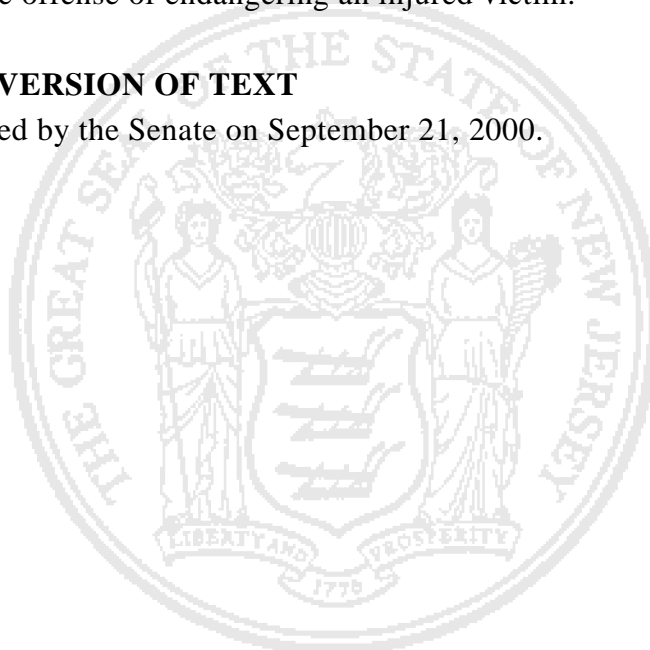 e offense of endangering an injured victim.
VERSION OF TEXT
ed by the Senate on September 21, 2000.
THE GREAT SEAL OF THE STATE OF NEW JERSEY
LIBERTY AND PROSPERITY
1776